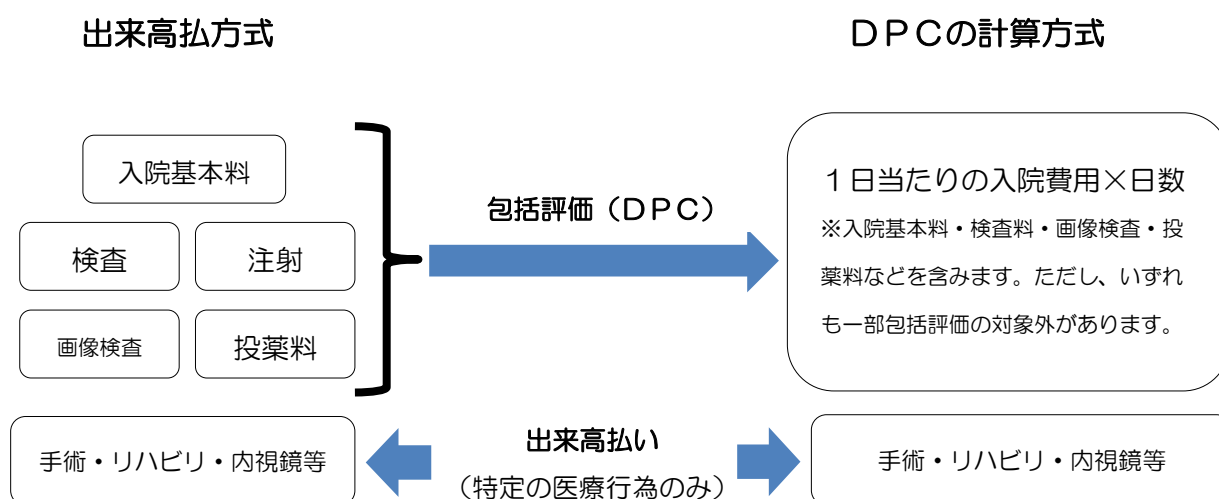 出来高払方式
DPCの計算方式
入院基本料
検査
注射
画像検査
投薬料
包括評価（DPC）
1日当たりの入院費用×日数
※入院基本料・検査料・画像検査・投
薬料などを含みます。ただし、いずれ
も一部包括評価の対象外があります。
手術・リハビリ・内視鏡等
出来高払い
（特定の医療行為のみ）
手術・リハビリ・内視鏡等